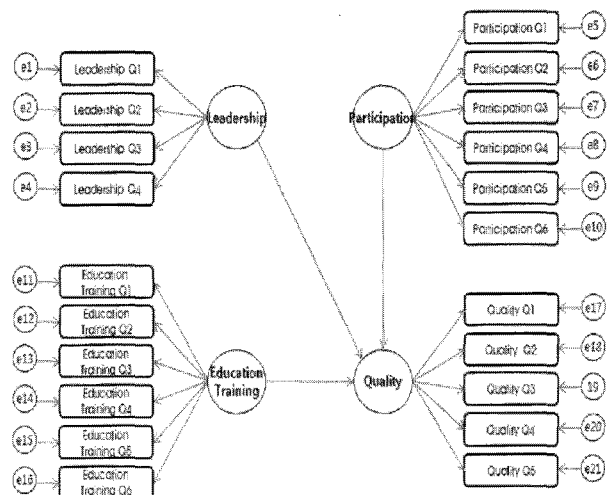 e1
Leadership Q1
e2
Leadership Q2
e3
Leadership Q3
e4
Leadership Q4
Leadership
Participation
Participation Q1
e5
Participation Q2
e6
Participation Q3
e7
Participation Q4
e8
Participation Q5
e9
Participation Q6
e10
e11
Education
Training Q1
e12
Education
Training Q2
e13
Education
Training Q3
e14
Education
Training Q4
e15
Education
Training Q5
e16
Education
Training Q6
Education
Training
Quality
Quality Q1
e17
Quality Q2
e18
Quality Q3
19
Quality Q4
e20
Quality Q5
e21